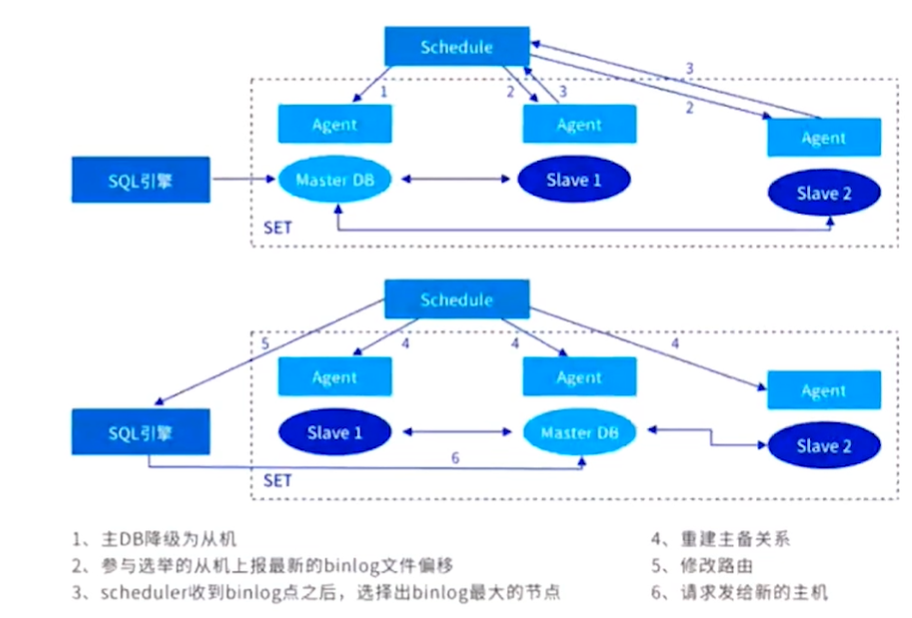 Schedule
1
2
3
3
2
Agent
Agent
Agent
SQL引擎
Master DB
Slave 1
Slave 2
SET
Schedule
5
4
4
4
Agent
Agent
Agent
SQL引擎
Slave 1
Master DB
Slave 2
6
SET
1、主DB降级为从机
2、参与选举的从机上报最新的binlog文件偏移
3、scheduler收到binlog点之后，选择出binlog最大的节点
4、重建主备关系
5、修改路由
6、请求发给新的主机